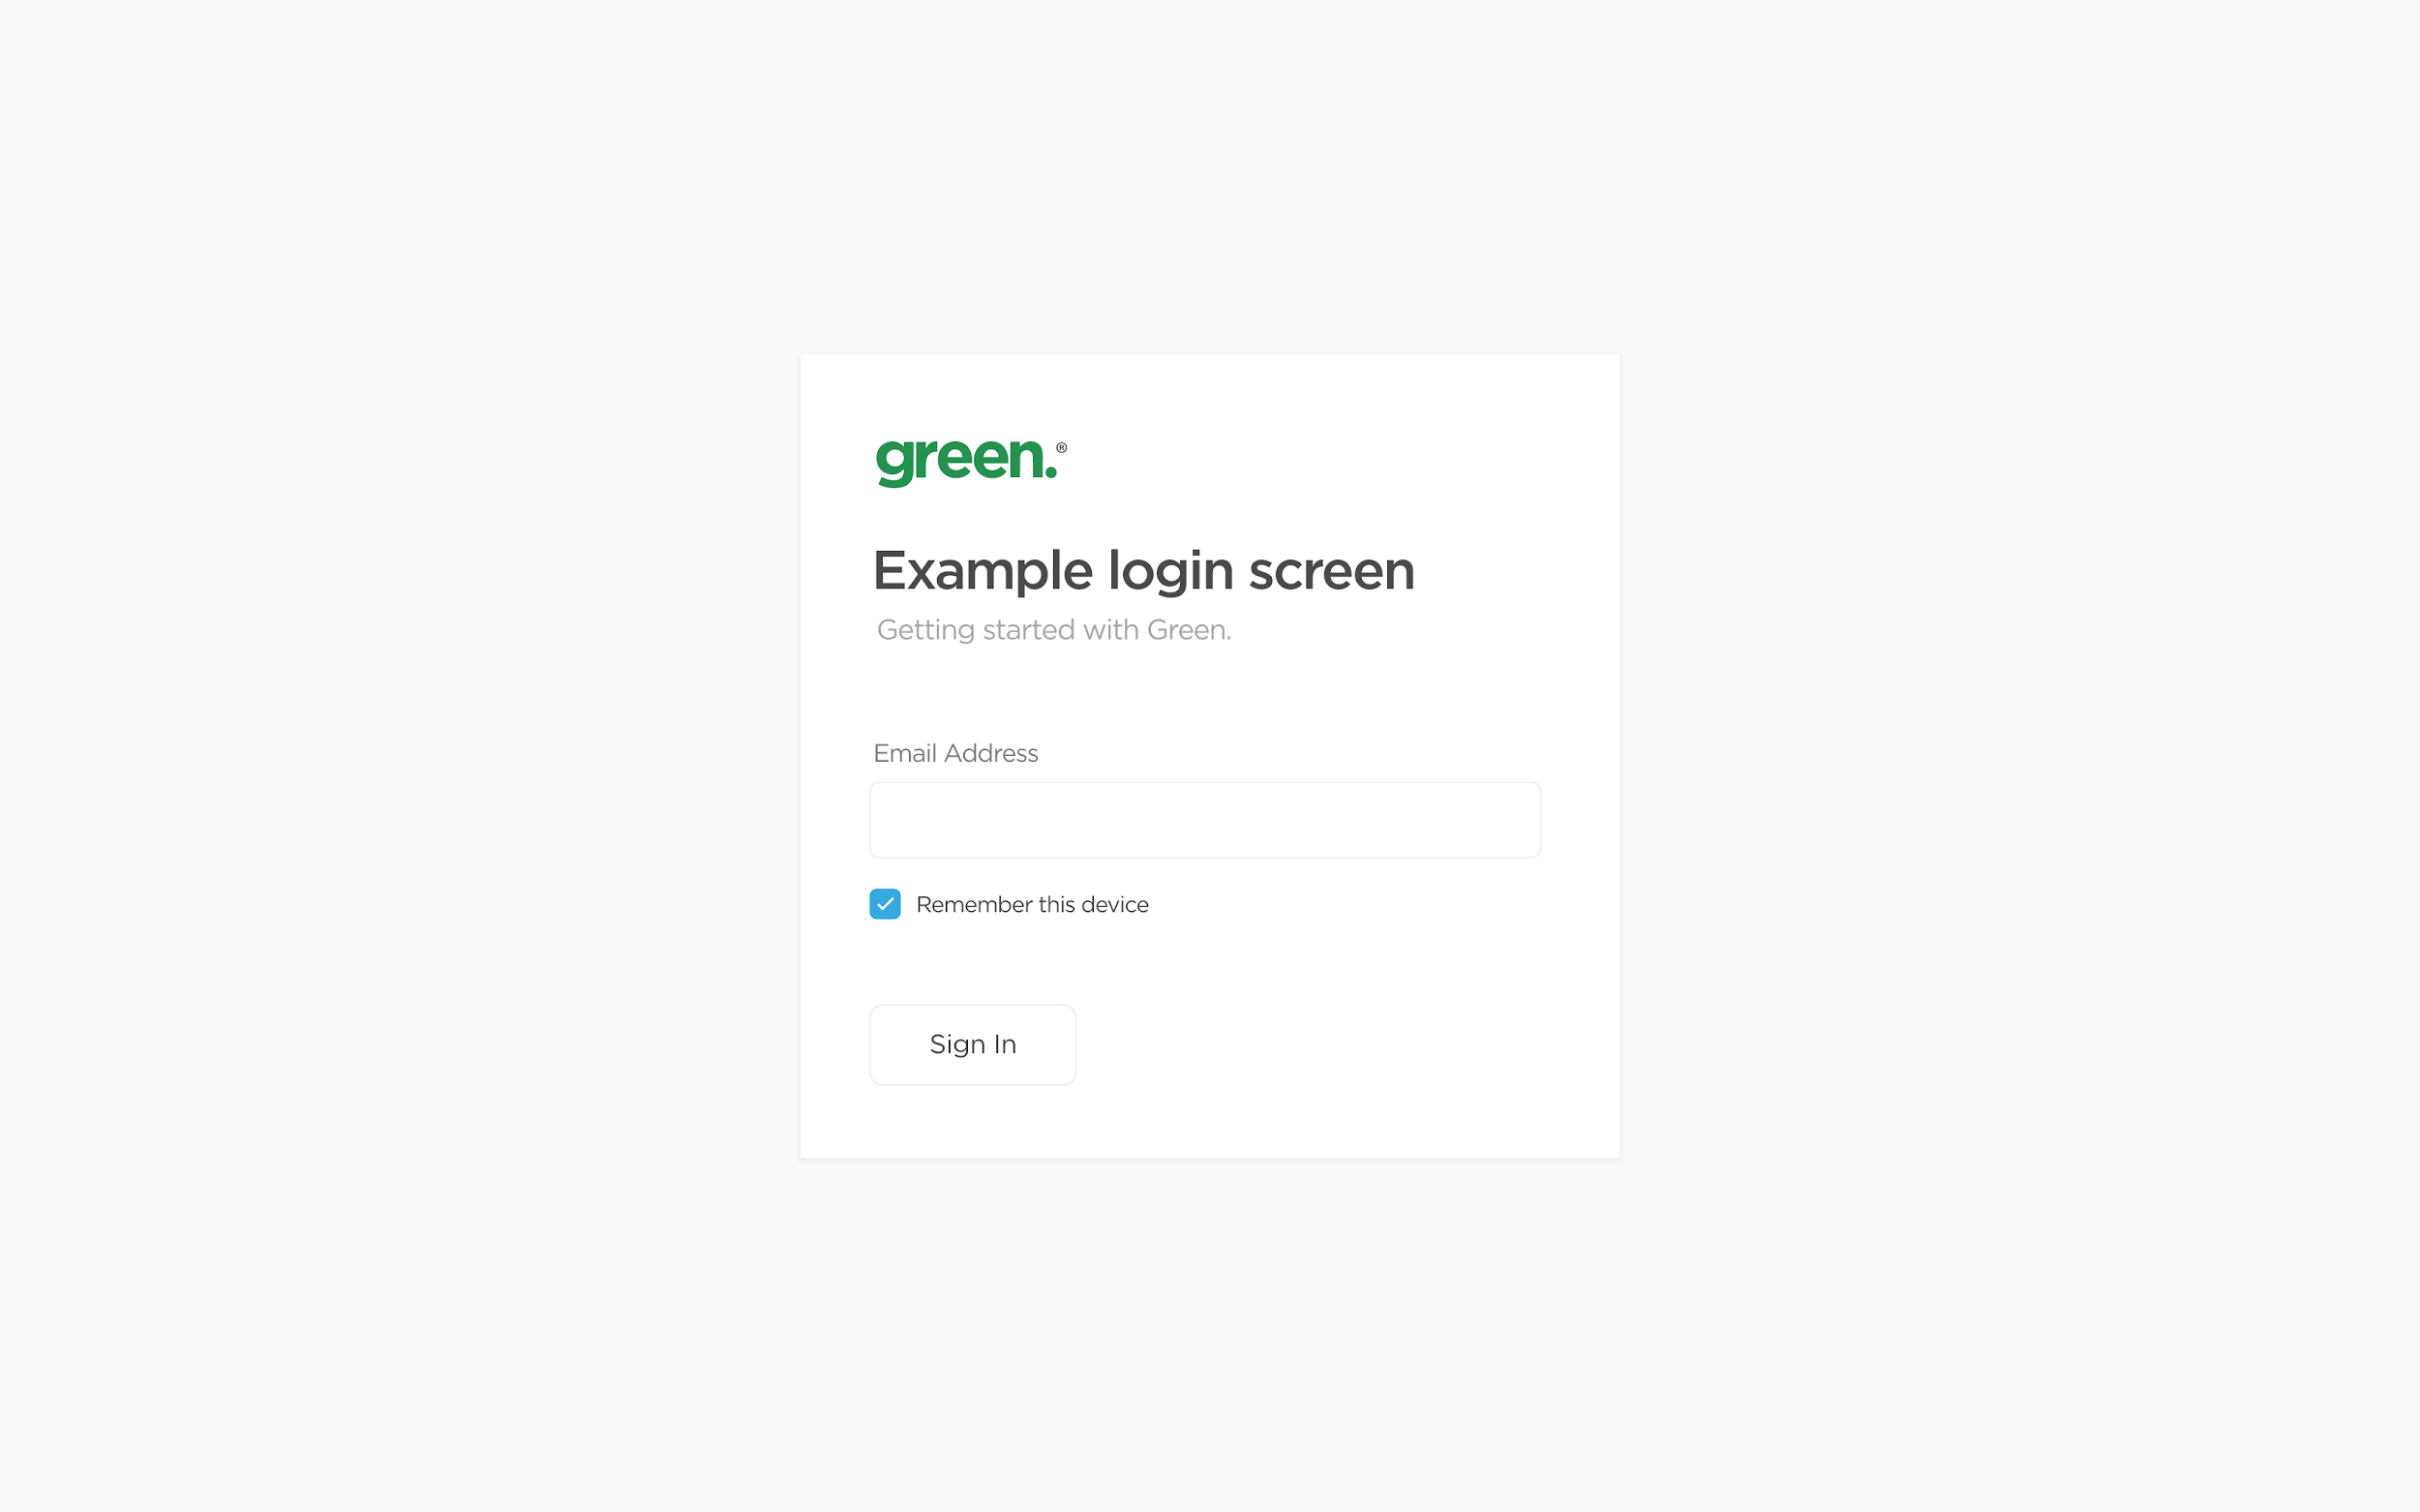 green.®
Example login screen
Getting started with Green.
Email Address
Remember this device
Sign In